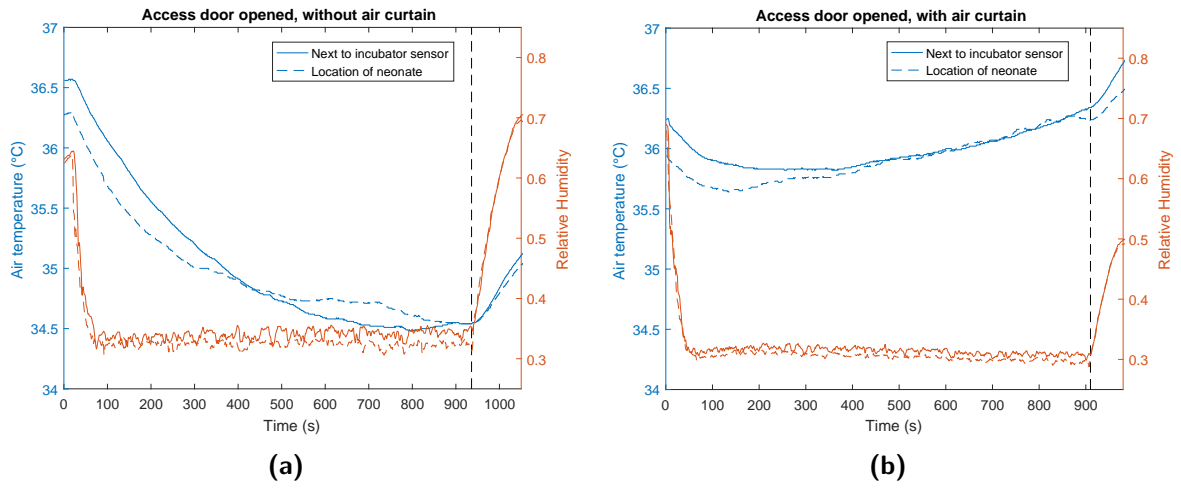 Access door opened, without air curtain
37
36.5
36
35.5
35
34.5
34
Air temperature (°C)
0.8
0.7
0.6
0.5
0.4
0.3
Relative Humidity
Next to incubator sensor
Location of neonate
0 100 200 300 400 500 600 700 800 900 1000
Time (s)
(a)
Access door opened, with air curtain
37
36.5
36
35.5
35
34.5
34
Air temperature (°C)
0.8
0.7
0.6
0.5
0.4
0.3
Relative Humidity
Next to incubator sensor
Location of neonate
0 100 200 300 400 500 600 700 800 900
Time (s)
(b)